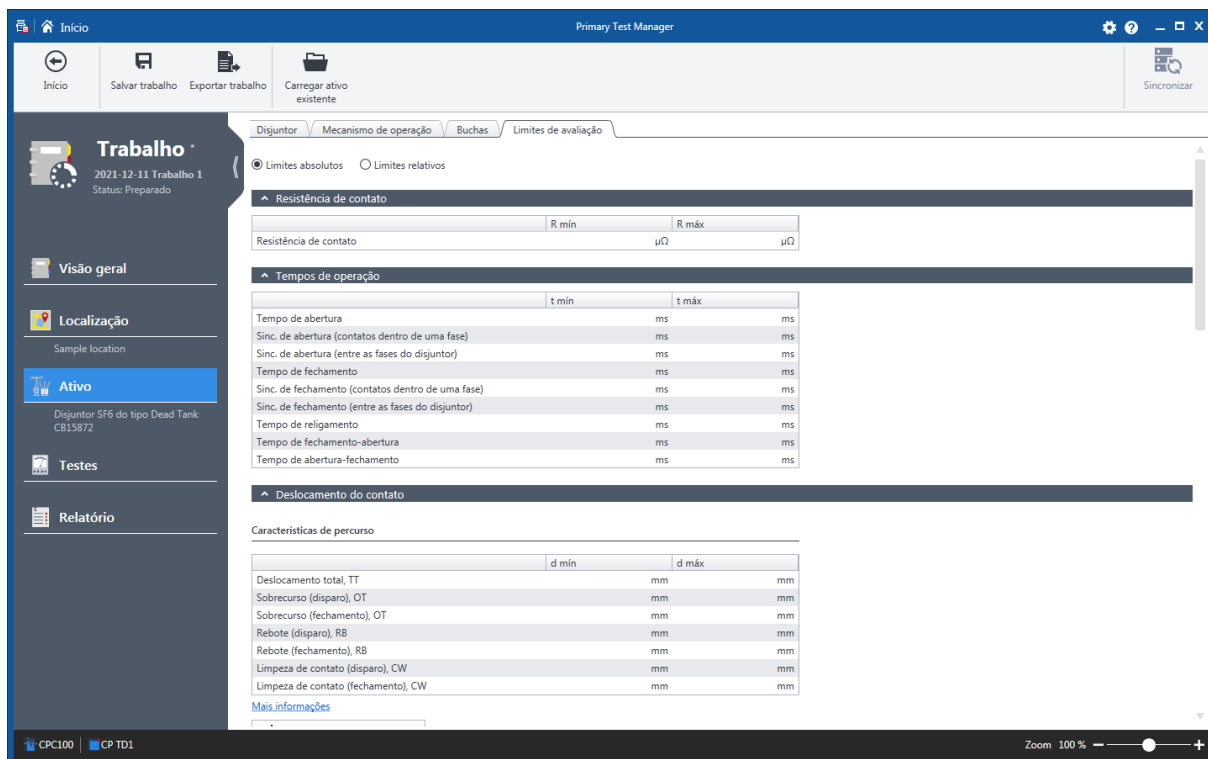 Início
Primary Test Manager
Início
Salvar trabalho
Exportar trabalho
Carregar ativo
existente
Sincronizar
Trabalho *
2021-12-11 Trabalho 1
Status: Preparado
Visão geral
Localização
Sample location
Ativo
Disjuntor SF6 do tipo Dead Tank
CB15872
Testes
Relatório
Disjuntor Mecanismo de operação Buchas Limites de avaliação
Limites absolutos Limites relativos
Resistência de contato
R mín R máx
Resistência de contato µΩ µΩ
Tempos de operação
t mín t máx
Tempo de abertura ms ms
Sinc. de abertura (contatos dentro de uma fase) ms ms
Sinc. de abertura (entre as fases do disjuntor) ms ms
Tempo de fechamento ms ms
Sinc. de fechamento (contatos dentro de uma fase) ms ms
Sinc. de fechamento (entre as fases do disjuntor) ms ms
Tempo de religamento ms ms
Tempo de fechamento-abertura ms ms
Tempo de abertura-fechamento ms ms
Deslocamento do contato
Características de percurso
d mín d máx
Deslocamento total, TT mm mm
Sobrecurso (disparo), OT mm mm
Sobrecurso (fechamento), OT mm mm
Rebote (disparo), RB mm mm
Rebote (fechamento), RB mm mm
Limpeza de contato (disparo), CW mm mm
Limpeza de contato (fechamento), CW mm mm
Mais informações
CPC100 CP TD1
Zoom 100 %